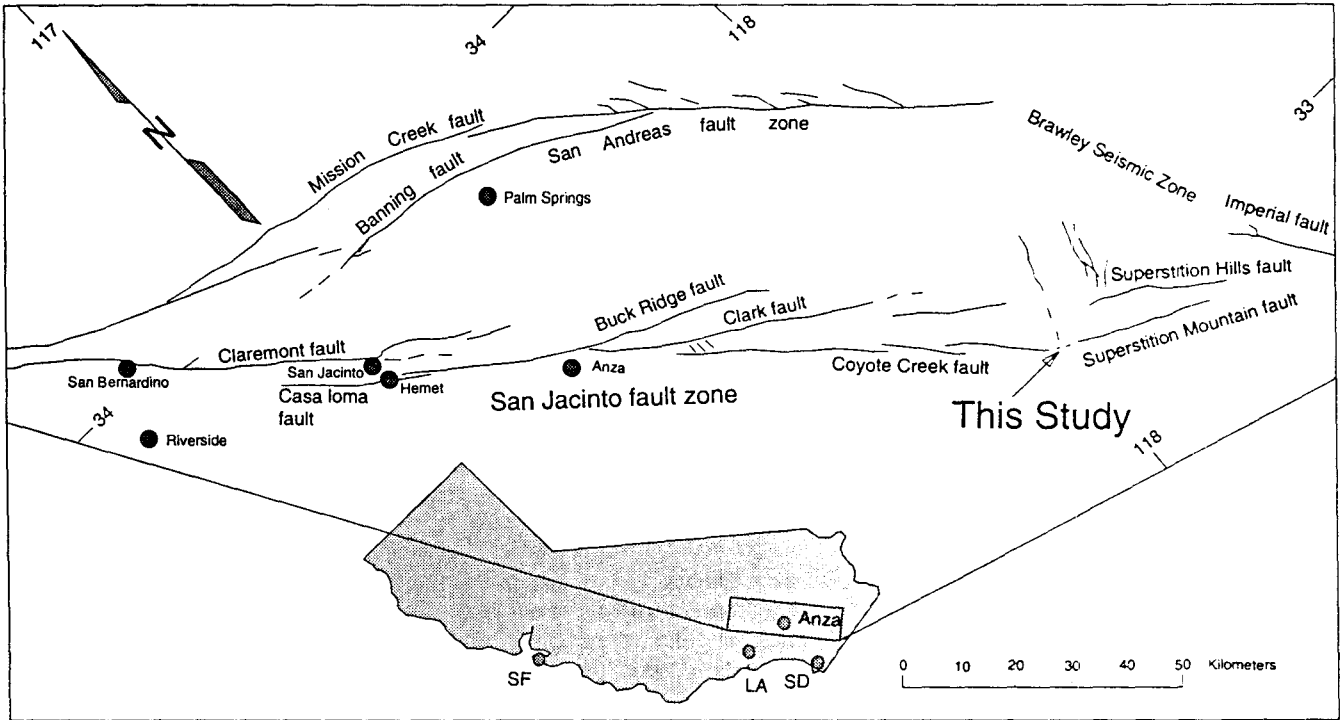 117
34
118
33
N
Mission Creek fault
Banning fault
San Andreas fault zone
Palm Springs
Brawley Seismic Zone
Imperial fault
Superstition Hills fault
Superstition Mountain fault
Buck Ridge fault
Clark fault
Claremont fault
San Jacinto
San Bernardino
Hemet
Anza
Coyote Creek fault
Casa loma
fault
San Jacinto fault zone
This Study
34
Riverside
118
Anza
SF
LA
SD
0 10 20 30 40 50 Kilometers